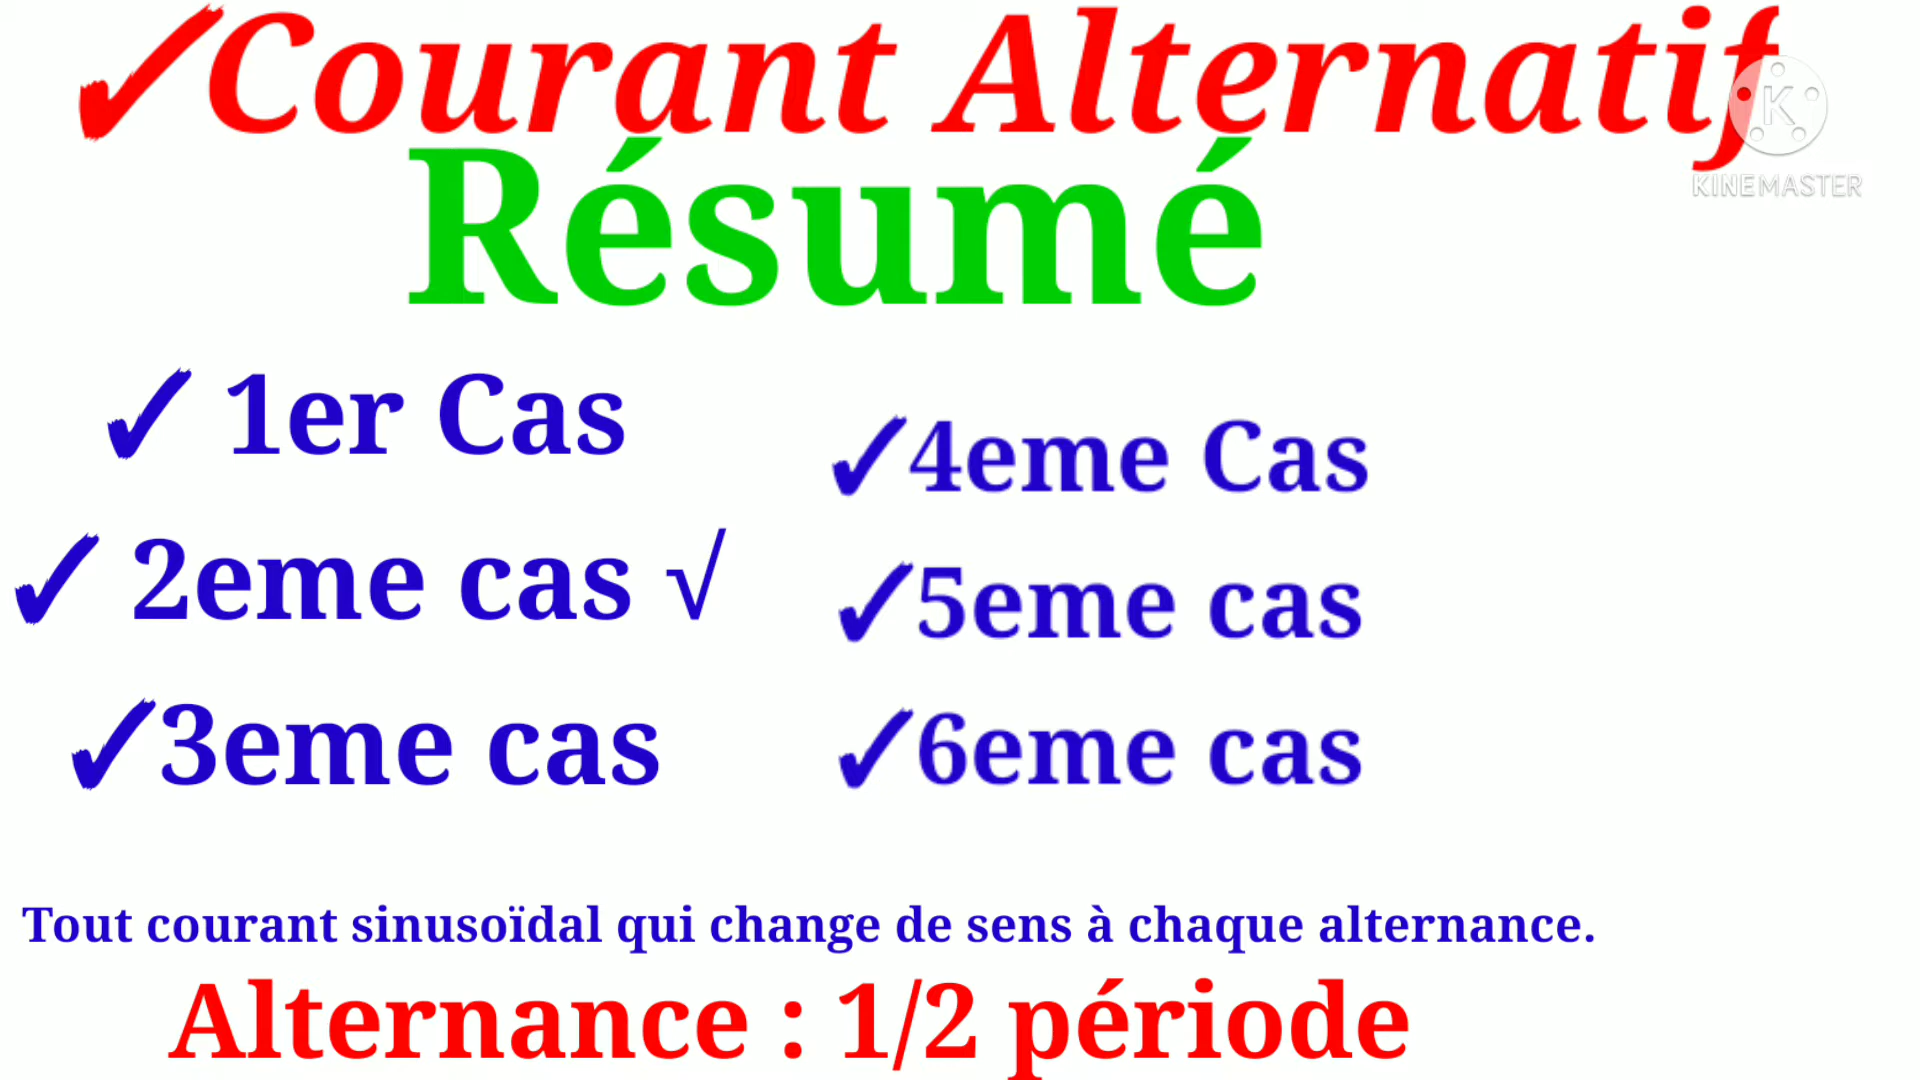 ✓Courant Alternatif
Résumé
✓ 1er Cas
✓ 2eme cas √
✓3eme cas
✓4eme Cas
✓5eme cas
✓6eme cas
Tout courant sinusoïdal qui change de sens à chaque alternance.
Alternance : 1/2 période
K
KINEMASTER